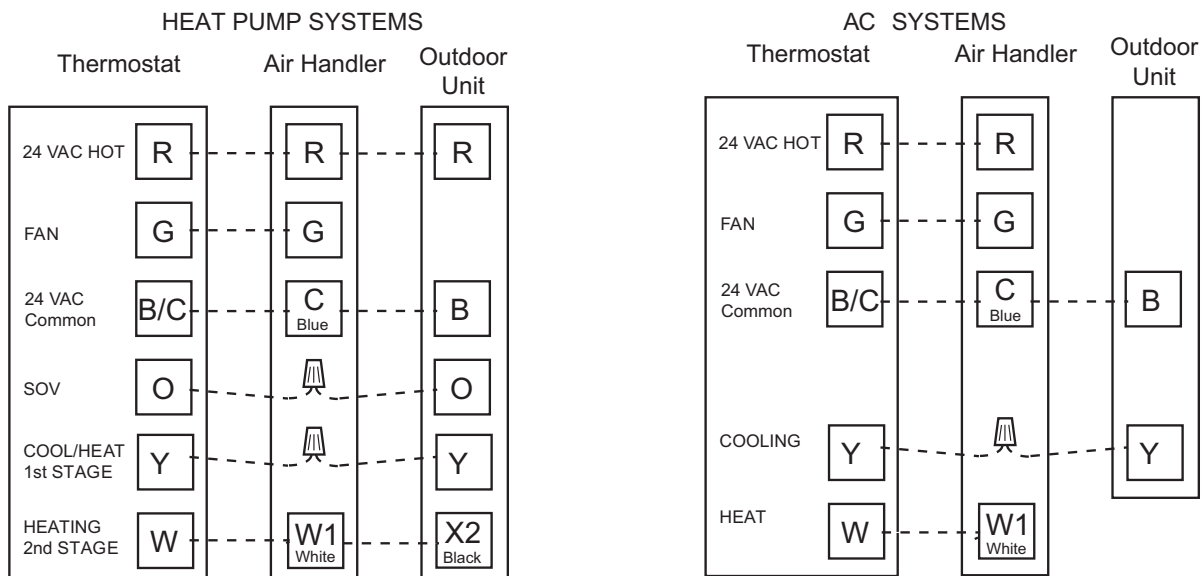 HEAT PUMP SYSTEMS
Thermostat Air Handler Outdoor
Unit
24 VAC HOT R R R
FAN G G
24 VAC
Common B/C C
Blue B
SOV O O
COOL/HEAT
1st STAGE Y Y
HEATING
2nd STAGE W W1
White X2
Black
AC SYSTEMS
Thermostat Air Handler Outdoor
Unit
24 VAC HOT R R
FAN G G
24 VAC
Common B/C C
Blue B
COOLING Y Y
HEAT W W1
White